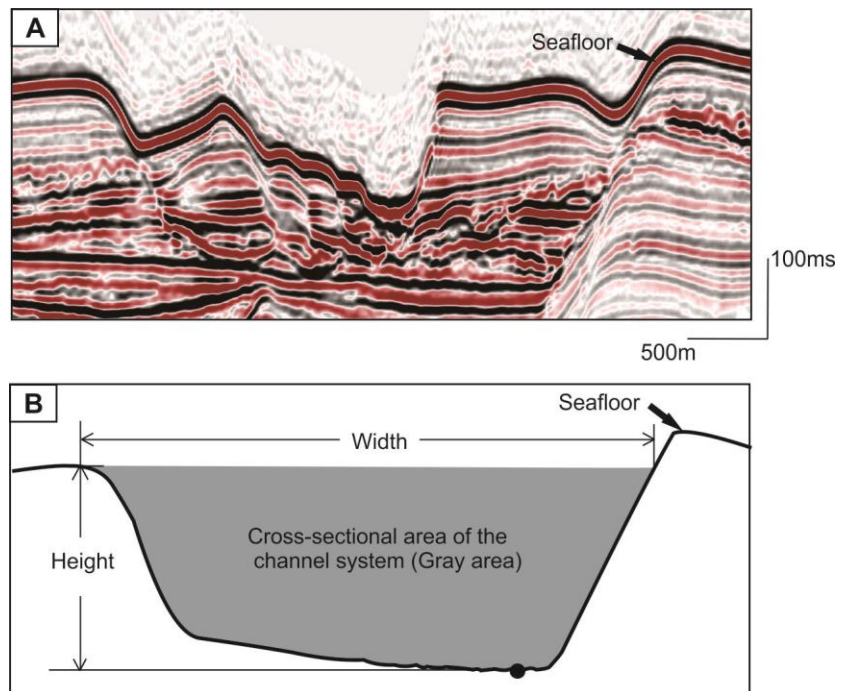 A
Seafloor
100ms
500m
B
Seafloor
Width
Cross-sectional area of the
channel system (Gray area)
Height